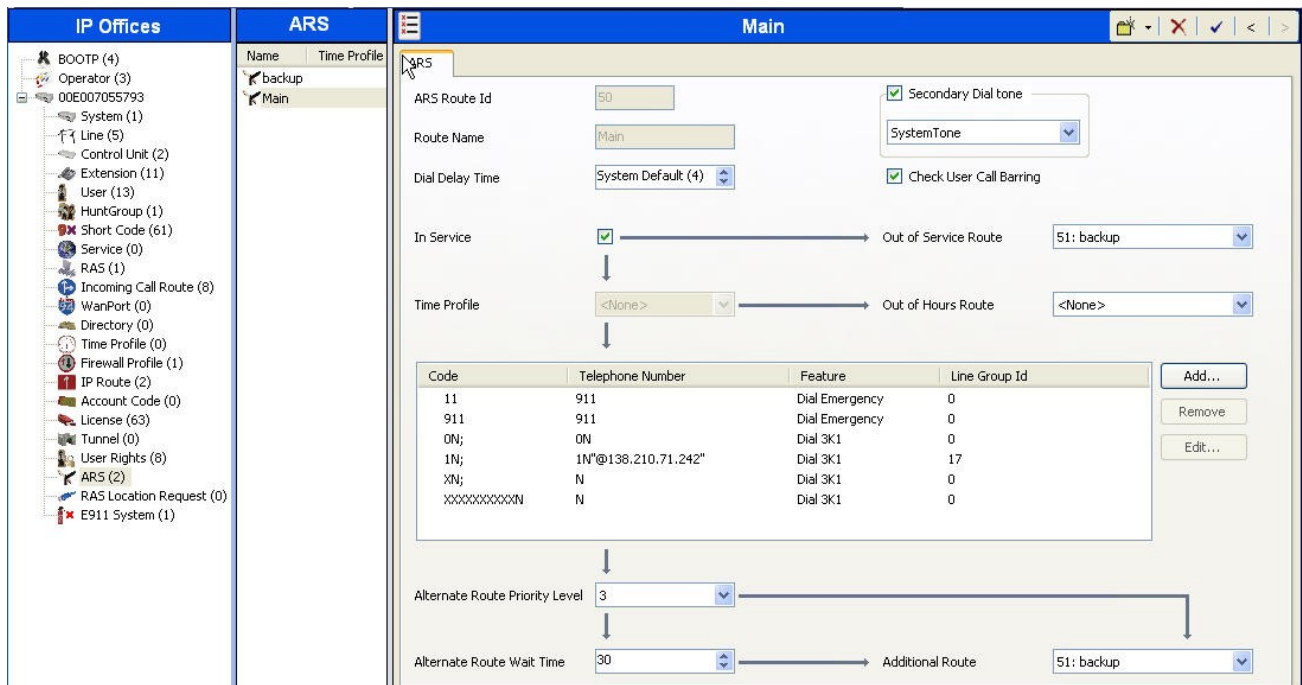 IP Offices
BOOTP (4)
Operator (3)
00E007055793
System (1)
Line (5)
Control Unit (2)
Extension (11)
User (13)
HuntGroup (1)
Short Code (61)
Service (0)
RAS (1)
Incoming Call Route (8)
WanPort (0)
Directory (0)
Time Profile (0)
Firewall Profile (1)
IP Route (2)
Account Code (0)
License (63)
Tunnel (0)
User Rights (8)
ARS (2)
RAS Location Request (0)
E911 System (1)
ARS
Name Time Profile
backup
Main
Main
ARS
ARS Route Id 50 Secondary Dial tone
Route Name Main SystemTone
Dial Delay Time System Default (4) Check User Call Barring
In Service Out of Service Route 51: backup
Time Profile <None> Out of Hours Route <None>
Code Telephone Number Feature Line Group Id Add...
11 911 Dial Emergency 0
911 911 Dial Emergency 0 Remove
0N; 0N Dial 3K1 0 Edit...
1N; 1N"@138.210.71.242" Dial 3K1 17
XN; N Dial 3K1 0
XXXXXXXXXXN N Dial 3K1 0
Alternate Route Priority Level 3
Alternate Route Wait Time 30 Additional Route 51: backup